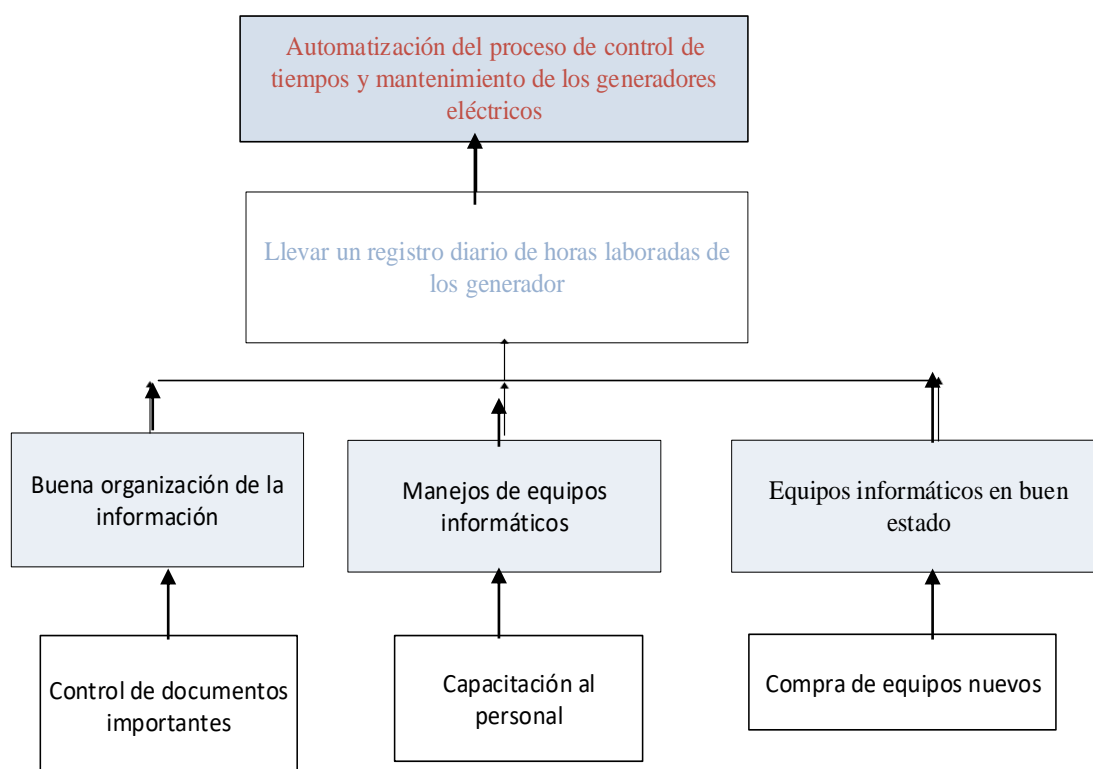 Automatización del proceso de control de
tiempos y mantenimiento de los generadores
eléctricos
Llevar un registro diario de horas laboradas de
los generador
Buena organización de la
información
Manejos de equipos
informáticos
Equipos informáticos en buen
estado
Control de documentos
importantes
Capacitación al
personal
Compra de equipos nuevos